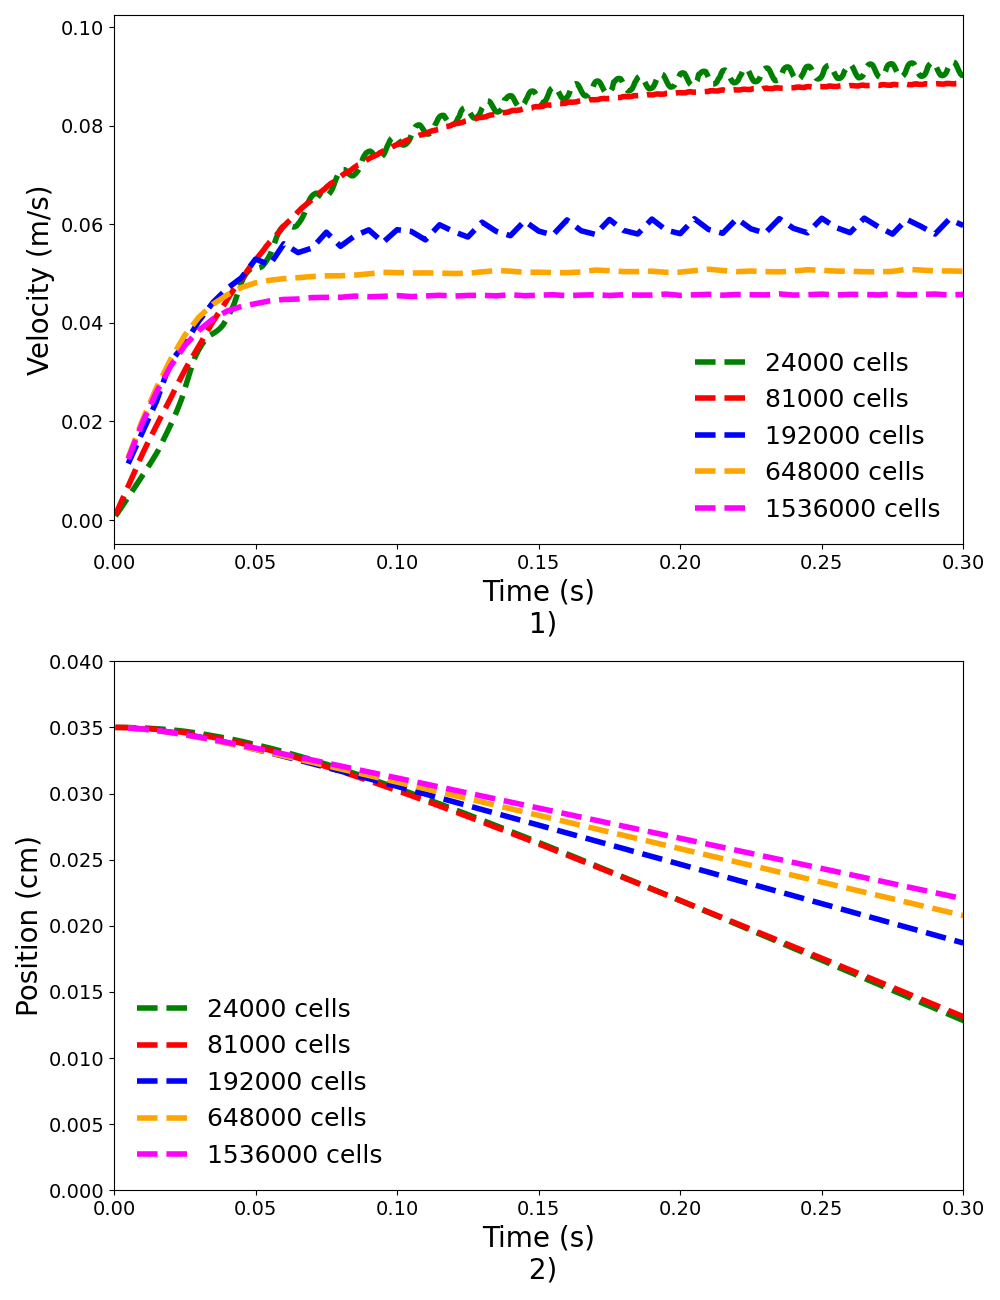 0.10
0.08
0.06
0.04
0.02
0.00
Velocity (m/s)
24000 cells
81000 cells
192000 cells
648000 cells
1536000 cells
0.00 0.05 0.10 0.15 0.20 0.25 0.30
Time (s)
1)
0.040
0.035
0.030
0.025
0.020
0.015
0.010
0.005
0.000
Position (cm)
24000 cells
81000 cells
192000 cells
648000 cells
1536000 cells
0.00 0.05 0.10 0.15 0.20 0.25 0.30
Time (s)
2)